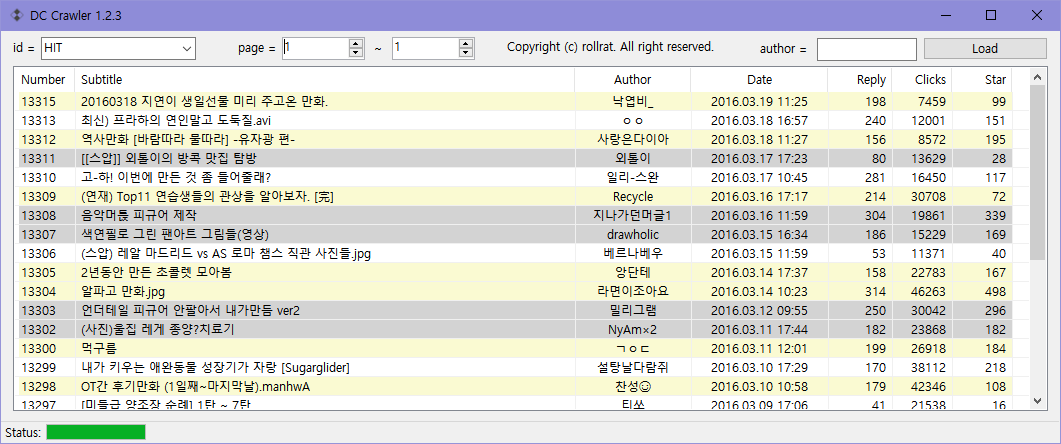 DC Crawler 1.2.3
id = HIT page = 1 ~ 1 Copyright (c) rollrat. All right reserved. author = Load
Number Subtitle Author Date Reply Clicks Star
13315 20160318 지연이 생일선물 미리 주고온 만화. 낙엽비_ 2016.03.19 11:25 198 7459 99
13313 최신) 프라하의 연인말고 도둑질.avi ㅇㅇ 2016.03.18 16:57 240 12001 151
13312 역사만화 [바람따라 물따라] -유자광 편- 사랑은다이아 2016.03.18 11:27 156 8572 195
13311 [[스압]] 외톨이의 방콕 맛집 탐방 외톨이 2016.03.17 17:23 80 13629 28
13310 고-하! 이번에 만든 것 좀 들어줄래? 일리-스완 2016.03.17 10:45 281 16450 117
13309 (연재) Top11 연습생들의 관상을 알아보자. [完] Recycle 2016.03.16 17:17 214 30708 72
13308 음악머릯 피규어 제작 지나가던머글1 2016.03.16 11:59 304 19861 339
13307 색연필로 그린 팬아트 그림들(영상) drawholic 2016.03.15 16:34 186 15229 169
13306 (스압) 레알 마드리드 vs AS 로마 챔스 직관 사진들.jpg 베르나베우 2016.03.15 11:59 53 11371 40
13305 2년동안 만든 초콜렛 모아봄 앙단테 2016.03.14 17:37 158 22783 167
13304 알파고 만화.jpg 라면이조아요 2016.03.14 10:23 314 46263 498
13303 언더테일 피규어 안팔아서 내가만듬 ver2 밀리그램 2016.03.12 09:55 250 30042 296
13302 (사진)울집 레게 종양?치료기 NyAm×2 2016.03.11 17:44 182 23868 182
13300 먹구름 ㄱㅇㄷ 2016.03.11 12:01 199 26918 184
13299 내가 키우는 애완동물 성장기가 자랑 [Sugarglider] 설탕날다람쥐 2016.03.10 17:29 170 38112 218
13298 OT간 후기만화 (1일째~마지막날).manhwA 찬성☺ 2016.03.10 10:58 179 42346 108
13297 [미들급 양조장 순례] 1탄 ~ 7탄 티쏘 2016.03.09 17:06 41 21538 16
Status: